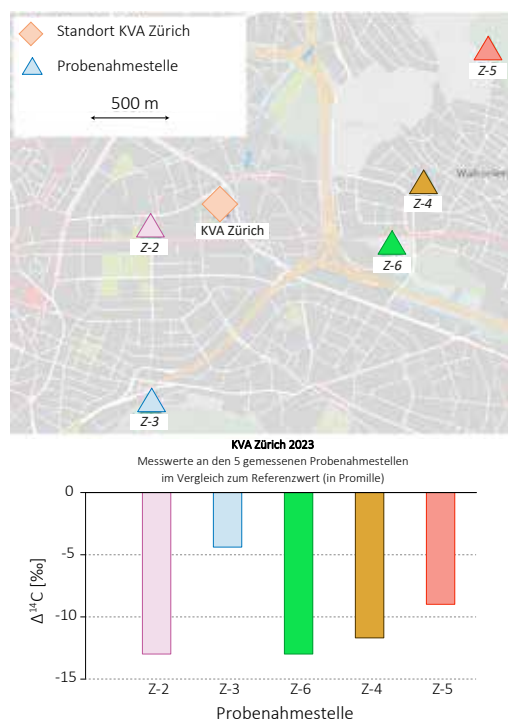 Standort KVA Zürich
Probenahmestelle
500 m
Z-5
Z-4
KVA Zürich
Z-2
Z-6
Z-3
KVA Zürich 2023
Messwerte an den 5 gemessenen Probenahmestellen
im Vergleich zum Referenzwert (in Promille)
Δ¹⁴C [‰]
0
-5
-10
-15
Z-2 Z-3 Z-6 Z-4 Z-5
Probenahmestelle